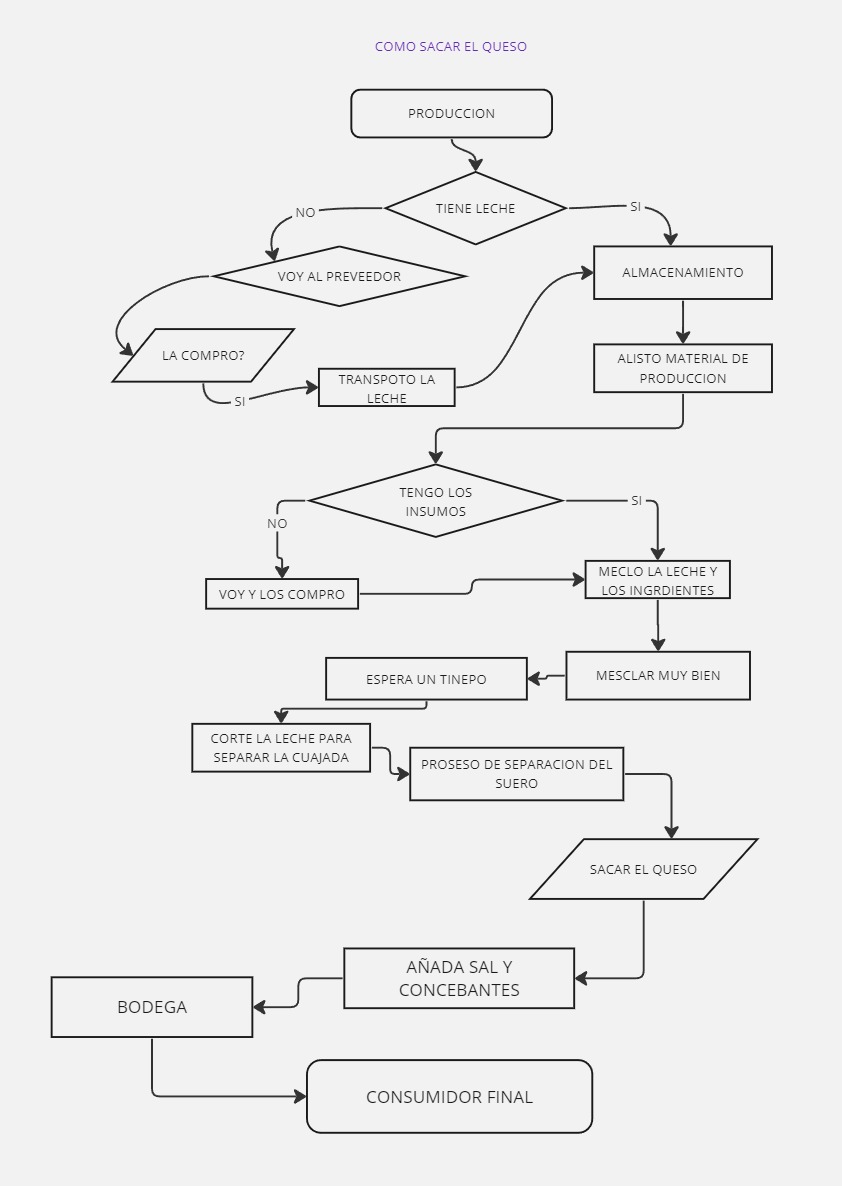 COMO SACAR EL QUESO
PRODUCCION
TIENE LECHE
NO
SI
VOY AL PREVEEDOR
ALMACENAMIENTO
LA COMPRO?
SI
TRANSPOTO LA
LECHE
ALISTO MATERIAL DE
PRODUCCION
TENGO LOS
INSUMOS
NO
SI
VOY Y LOS COMPRO
MECLO LA LECHE Y
LOS INGRDIENTES
MESCLAR MUY BIEN
ESPERA UN TINEPO
CORTE LA LECHE PARA
SEPARAR LA CUAJADA
PROSESO DE SEPARACION DEL
SUERO
SACAR EL QUESO
AÑADA SAL Y
CONCEBANTES
BODEGA
CONSUMIDOR FINAL